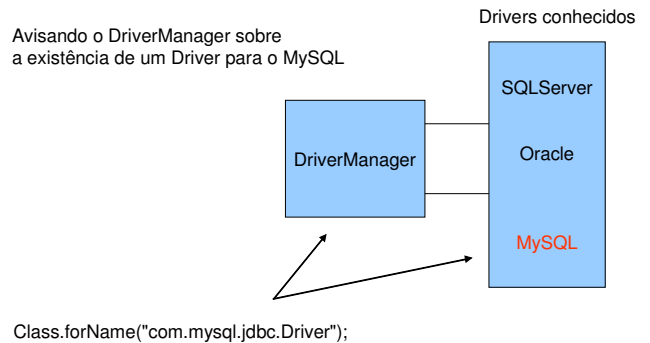 Drivers conhecidos
Avisando o DriverManager sobre
a existência de um Driver para o MySQL
SQLServer
DriverManager
Oracle
MySQL
Class.forName("com.mysql.jdbc.Driver");